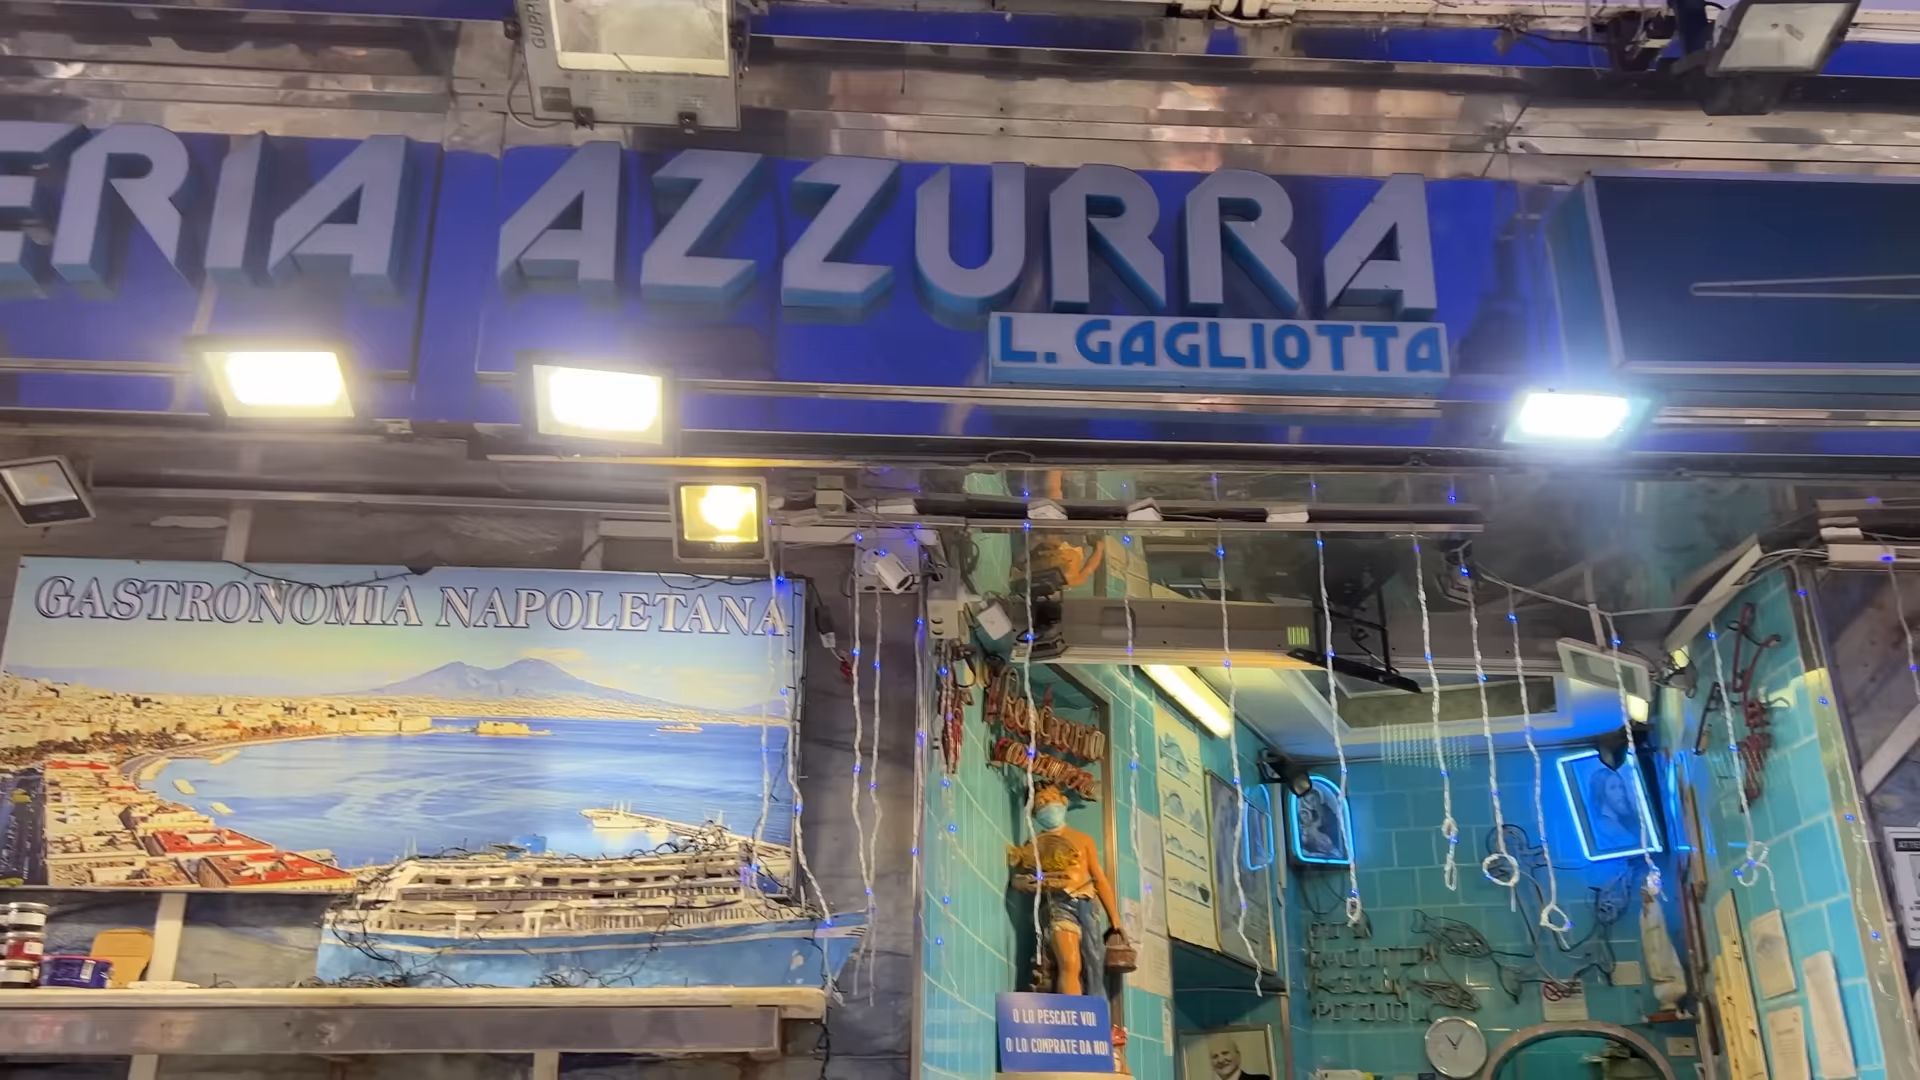 ERIA AZZURRA
L. GAGLIOTTA
GASTRONOMIA NAPOLETANA
O LO PESCATE VOI
O LO COMPRATE DA NOI